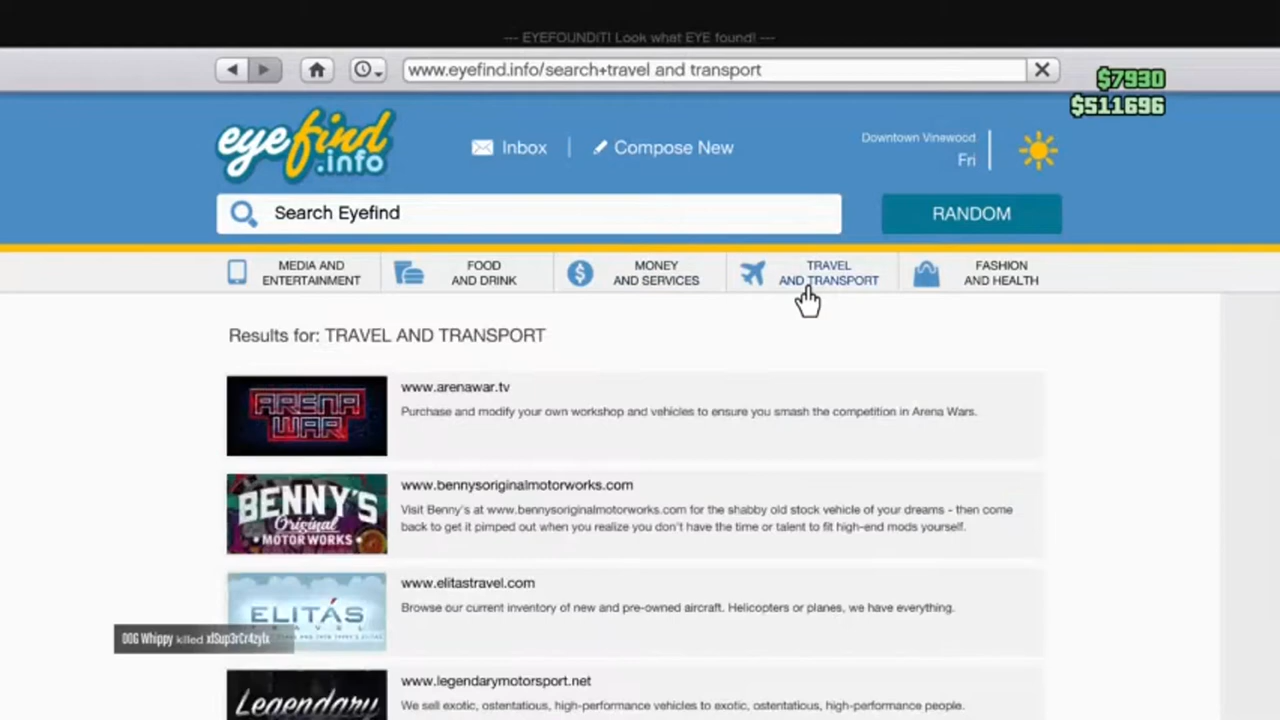 --- EYEFOUNDIT! Look what EYE found! ---
www.eyefind.info/search+travel and transport
$7930
$511696
eyefind
.info
Inbox
Compose New
Downtown Vinewood
Fri
Search Eyefind
RANDOM
MEDIA AND
ENTERTAINMENT
FOOD
AND DRINK
MONEY
AND SERVICES
TRAVEL
AND TRANSPORT
FASHION
AND HEALTH
Results for: TRAVEL AND TRANSPORT
ARENA
WAR
www.arenawar.tv
Purchase and modify your own workshop and vehicles to ensure you smash the competition in Arena Wars.
BENNY'S
Original
MOTOR WORKS
www.bennysoriginalmotorworks.com
Visit Benny's at www.bennysoriginalmotorworks.com for the shabby old stock vehicle of your dreams - then come
back to get it pimped out when you realize you don't have the time or talent to fit high-end mods yourself.
ELITÁS
www.elitastravel.com
Browse our current inventory of new and pre-owned aircraft. Helicopters or planes, we have everything.
OOG Whippy killed
Legendary
www.legendarymotorsport.net
We sell exotic, ostentatious, high-performance vehicles to exotic, ostentatious, high-performance people.